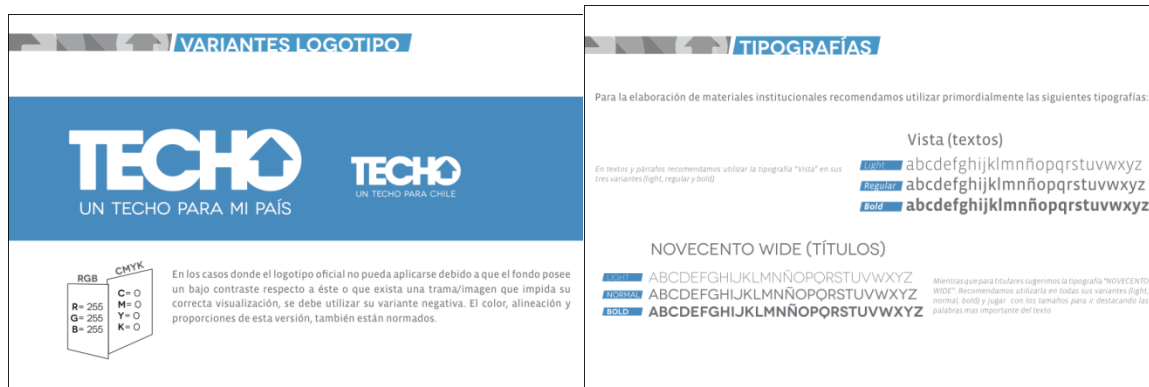 VARIANTES LOGOTIPO
TECHO
UN TECHO PARA MI PAÍS
TECHO
UN TECHO PARA CHILE
RGB
R= 255
G= 255
B= 255
CMYK
C= O
M= O
Y= O
K= O
En los casos donde el logotipo oficial no pueda aplicarse debido a que el fondo posee
un bajo contraste respecto a éste o que exista una trama/imagen que impida su
correcta visualización, se debe utilizar su variante negativa. El color, alineación y
proporciones de esta versión, también están normados.
TIPOGRAFÍAS
Para la elaboración de materiales institucionales recomendamos utilizar primordialmente las siguientes tipografías:
En textos y párrafos recomendamos utilizar la tipografía "Vista" en sus
tres variantes (light, regular y bold).
Vista (textos)
Light abcdefghijklmnñopqrstuvwxyz
Regular abcdefghijklmnñopqrstuvwxyz
Bold abcdefghijklmnñopqrstuvwxyz
NOVECENTO WIDE (TÍTULOS)
LIGHT ABCDEFGHIJKLMNÑOPQRSTUVWXYZ
NORMAL ABCDEFGHIJKLMNÑOPQRSTUVWXYZ
BOLD ABCDEFGHIJKLMNÑOPQRSTUVWXYZ
Mientras que para titulares sugerimos la tipografía "NOVECENTO
WIDE". Recomendamos utilizarla en todas sus variantes (light,
normal, bold) y jugar con los tamaños para ir destacando las
palabras mas importante del texto.